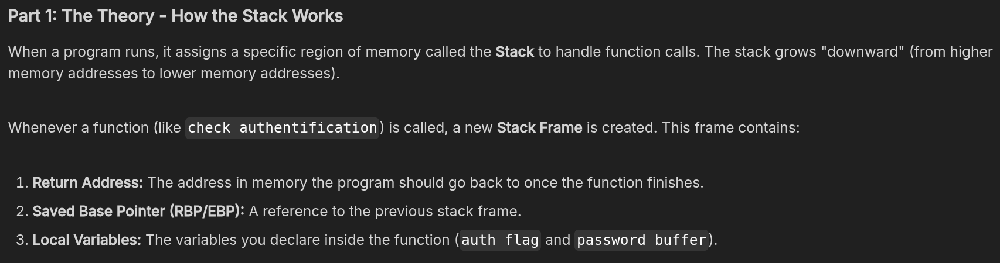 Part 1: The Theory - How the Stack Works
When a program runs, it assigns a specific region of memory called the Stack to handle function calls. The stack grows "downward" (from higher
memory addresses to lower memory addresses).
Whenever a function (like check_authentification) is called, a new Stack Frame is created. This frame contains:
1. Return Address: The address in memory the program should go back to once the function finishes.
2. Saved Base Pointer (RBP/EBP): A reference to the previous stack frame.
3. Local Variables: The variables you declare inside the function (auth_flag and password_buffer).